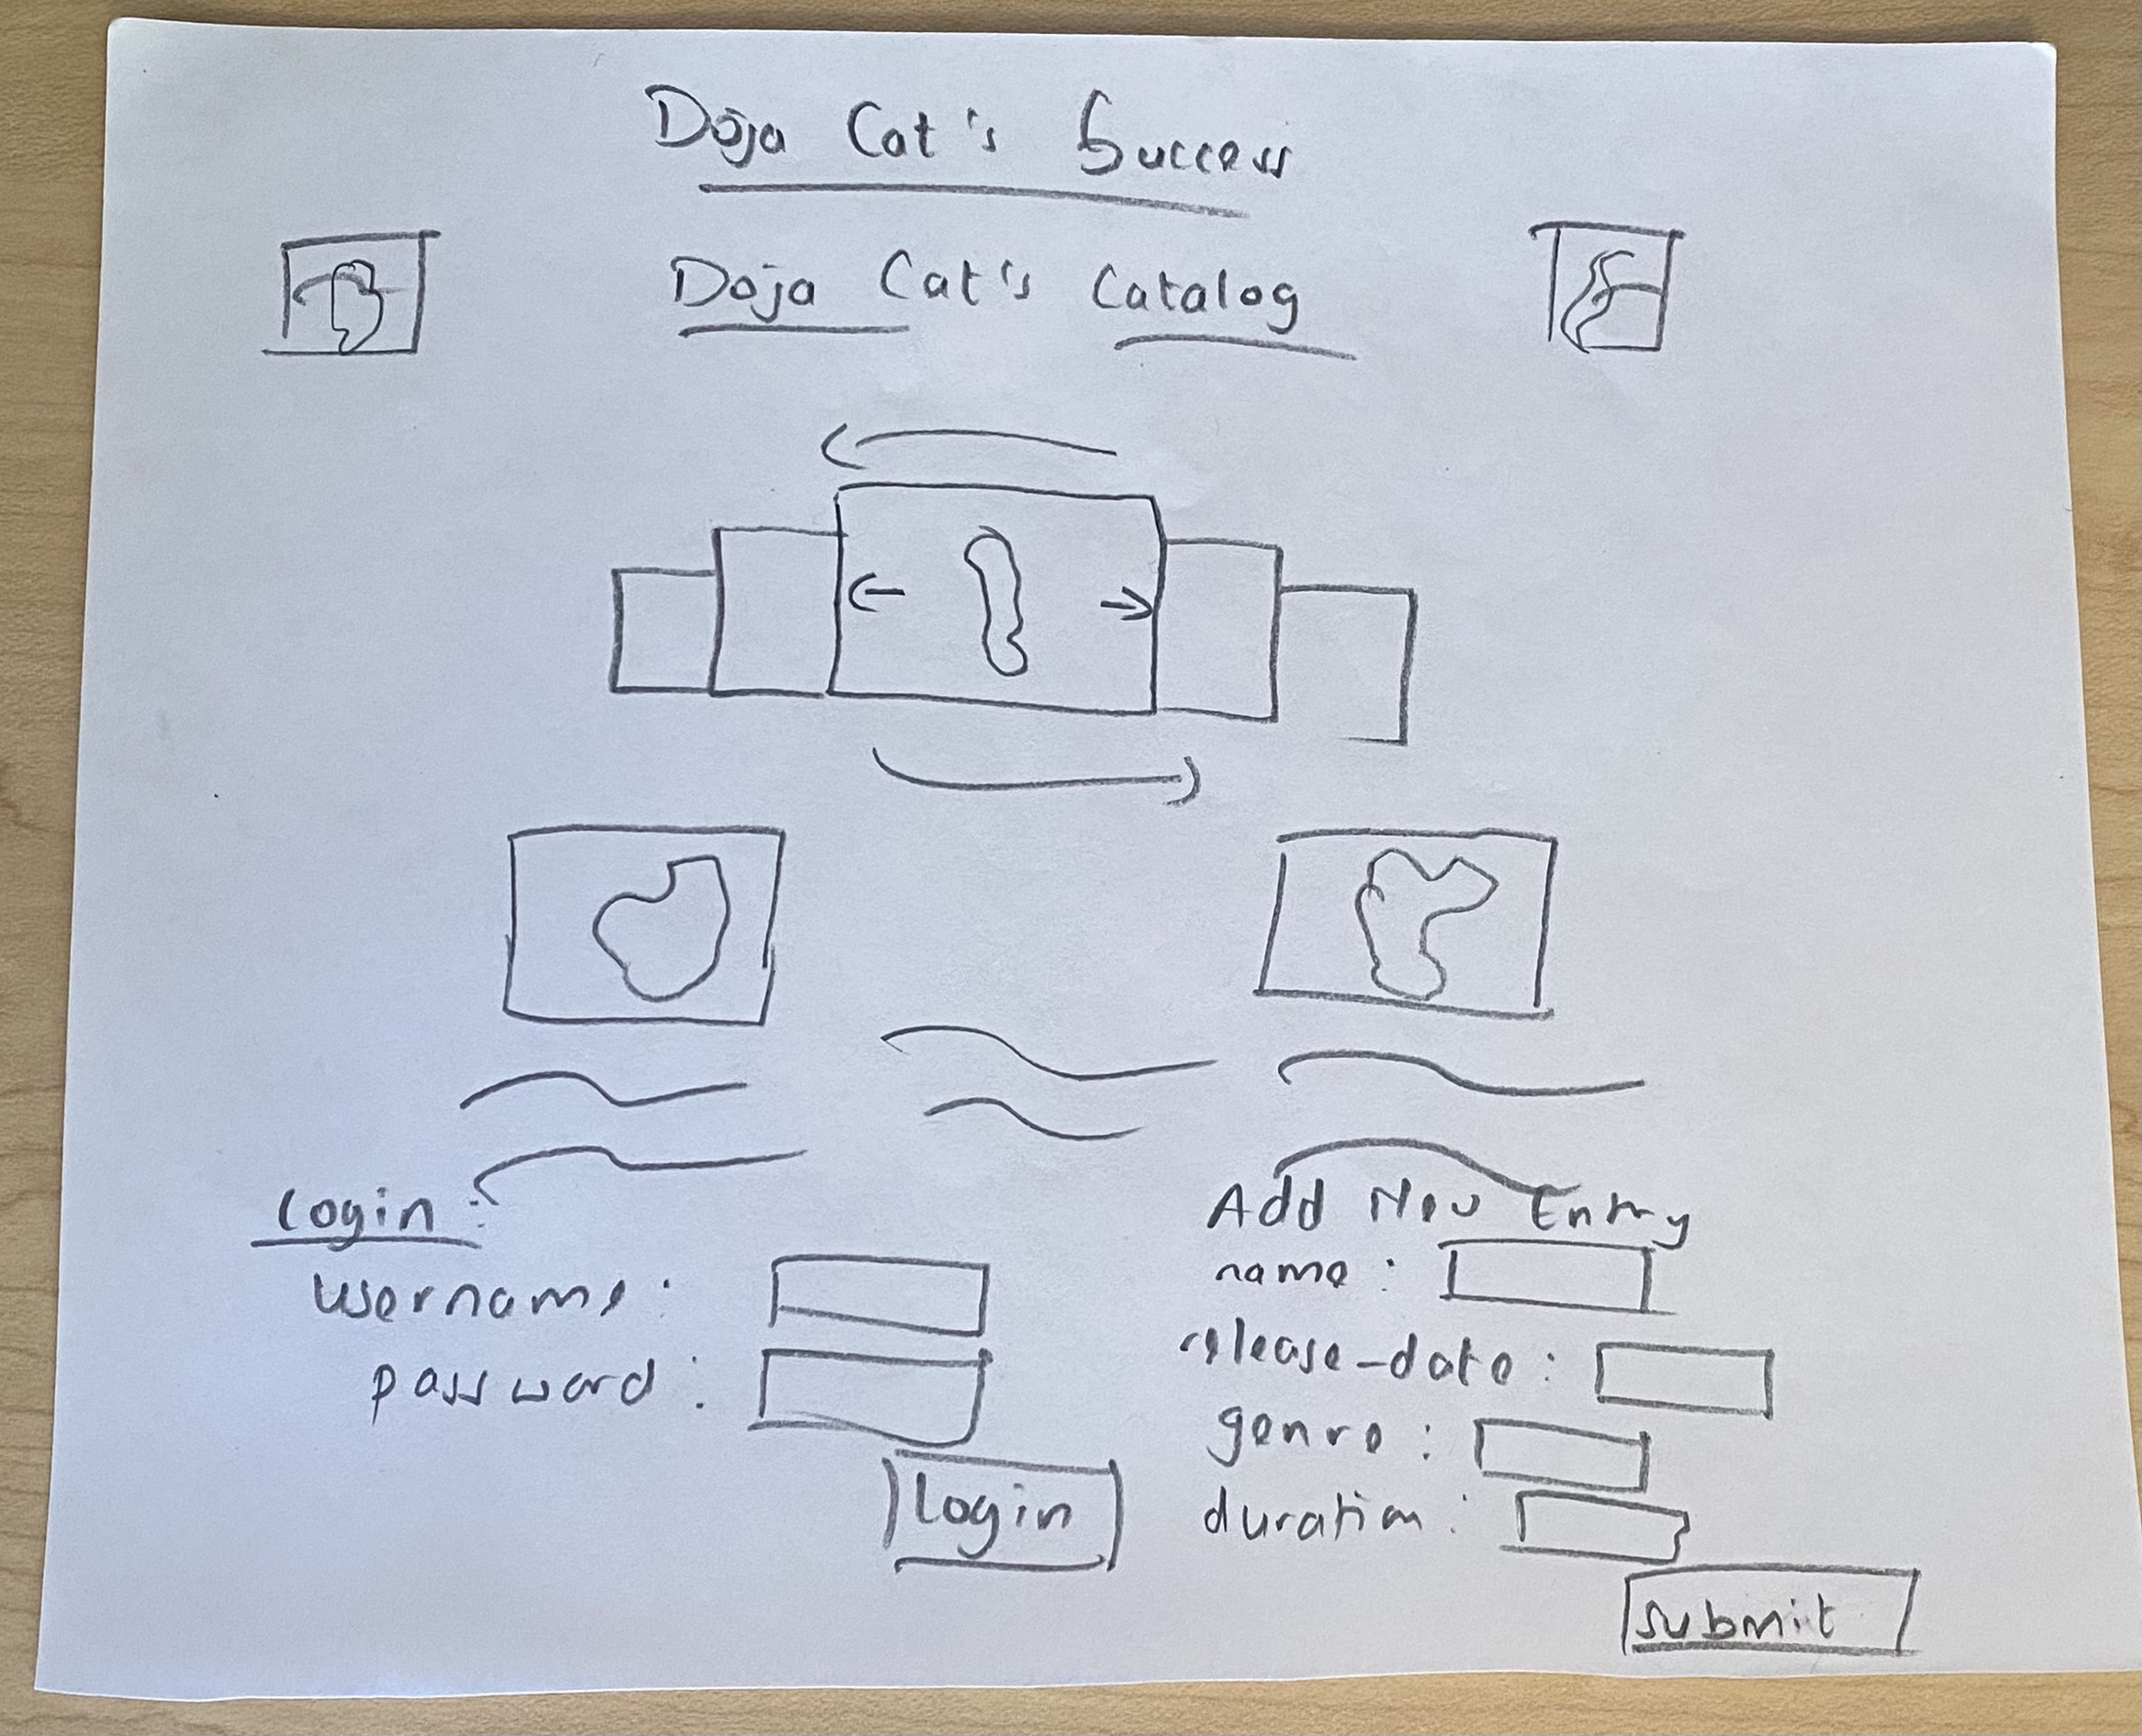 Doja Cat's Success
Doja Cat's Catalog
Login :
username :
password :
Login
Add New Entry
name :
release-date :
genre :
duration :
submit